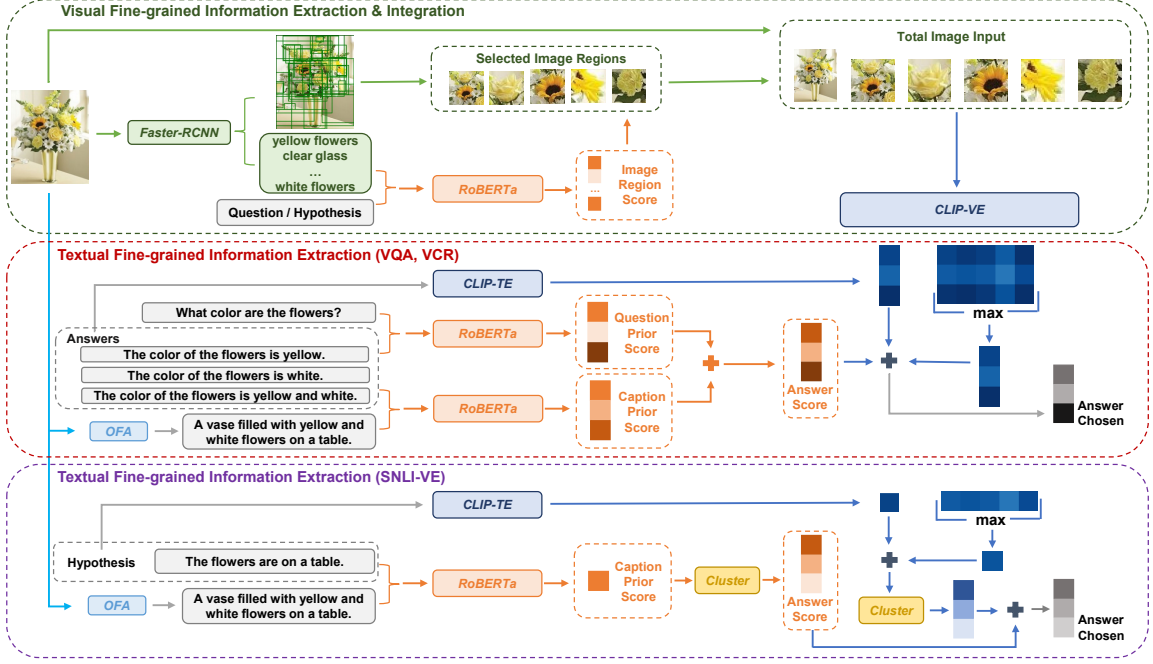 Visual Fine-grained Information Extraction & Integration
Selected Image Regions
Total Image Input
Faster-RCNN
yellow flowers
clear glass
...
white flowers
Question / Hypothesis
RoBERTa
...
Image
Region
Score
CLIP-VE
Textual Fine-grained Information Extraction (VQA, VCR)
CLIP-TE
What color are the flowers?
Answers
The color of the flowers is yellow.
The color of the flowers is white.
The color of the flowers is yellow and white.
OFA
A vase filled with yellow and
white flowers on a table.
RoBERTa
RoBERTa
Question
Prior
Score
Caption
Prior
Score
Answer
Score
max
Answer
Chosen
Textual Fine-grained Information Extraction (SNLI-VE)
CLIP-TE
Hypothesis
The flowers are on a table.
OFA
A vase filled with yellow and
white flowers on a table.
RoBERTa
Caption
Prior
Score
Cluster
Answer
Score
max
Cluster
Answer
Chosen